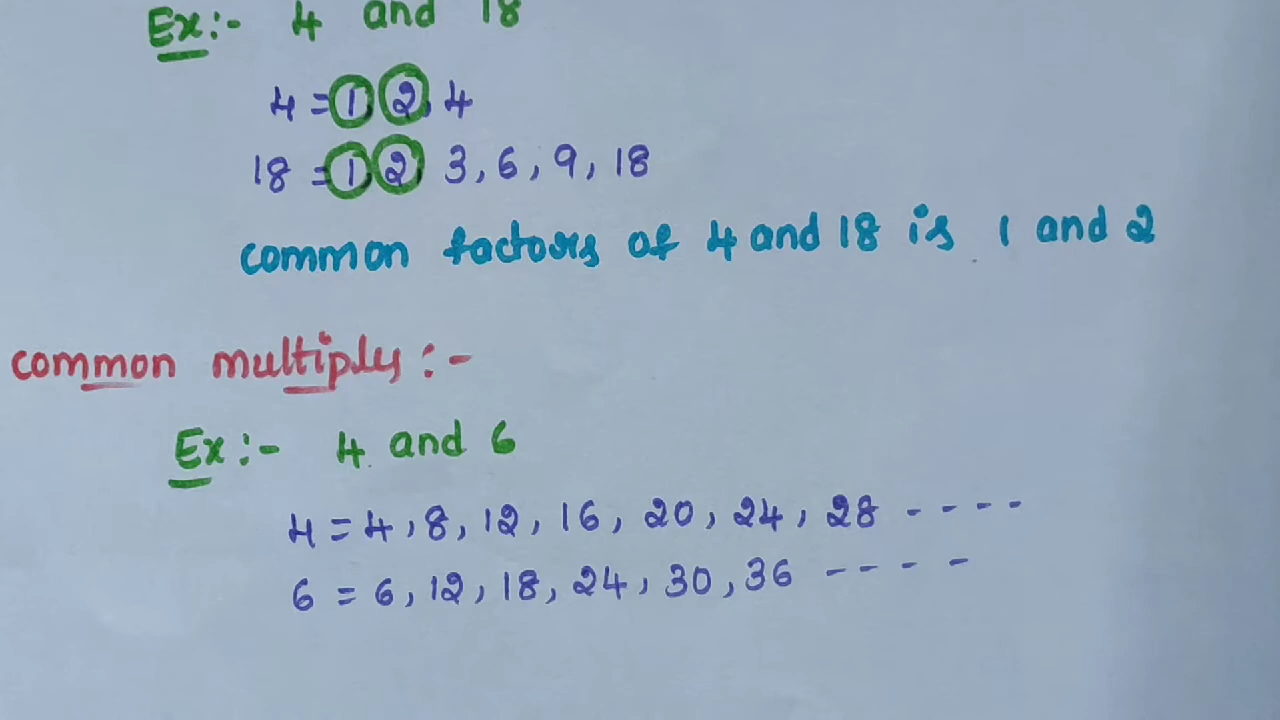 Ex:- 4 and 18
4 = 1, 2, 4
18 = 1, 2, 3, 6, 9, 18
common factors of 4 and 18 is 1 and 2
common multiply :-
Ex:- 4 and 6
4 = 4, 8, 12, 16, 20, 24, 28 - - - -
6 = 6, 12, 18, 24, 30, 36 - - - -